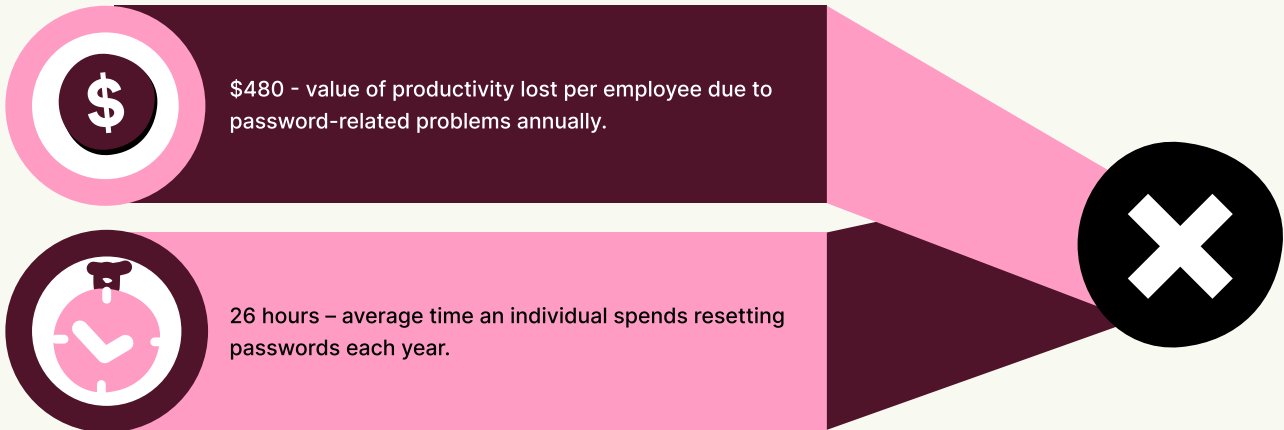 $
$480 - value of productivity lost per employee due to
password-related problems annually.
26 hours – average time an individual spends resetting
passwords each year.